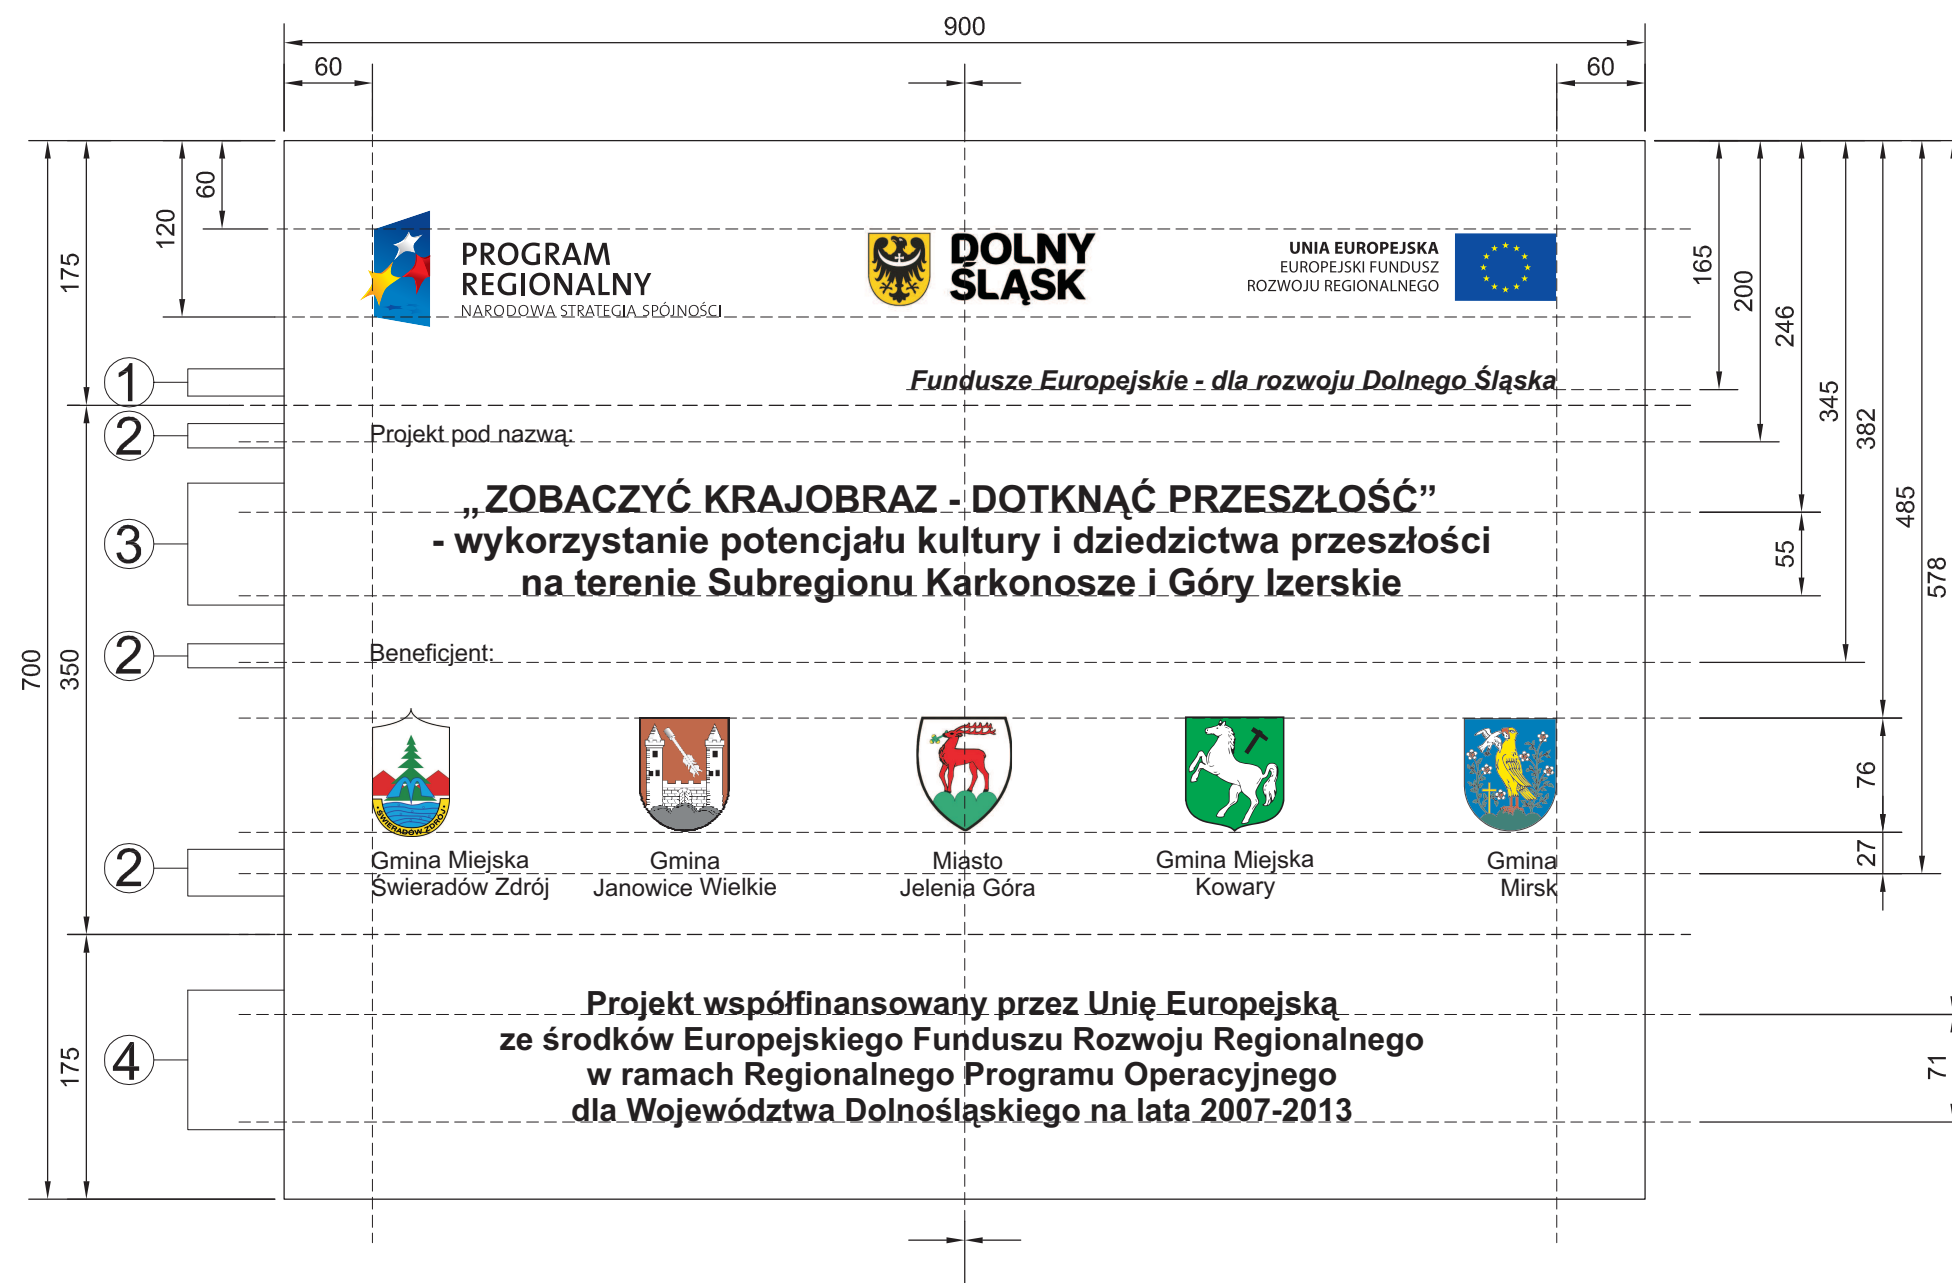 900
60
60
60
120
175
165
200
246
345
382
485
578
PROGRAM
REGIONALNY
NARODOWA STRATEGIA SPÓJNOŚCI
DOLNY
ŚLĄSK
UNIA EUROPEJSKA
EUROPEJSKI FUNDUSZ
ROZWOJU REGIONALNEGO
1
Fundusze Europejskie - dla rozwoju Dolnego Śląska
2
Projekt pod nazwą:
3
„ZOBACZYĆ KRAJOBRAZ - DOTKNĄĆ PRZESZŁOŚĆ”
- wykorzystanie potencjału kultury i dziedzictwa przeszłości
na terenie Subregionu Karkonosze i Góry Izerskie
55
700
350
2
Beneficjent:
ŚWIERADÓW ZDRÓJ
76
27
2
Gmina Miejska
Świeradów Zdrój
Gmina
Janowice Wielkie
Miasto
Jelenia Góra
Gmina Miejska
Kowary
Gmina
Mirsk
175
4
Projekt współfinansowany przez Unię Europejską
ze środków Europejskiego Funduszu Rozwoju Regionalnego
w ramach Regionalnego Programu Operacyjnego
dla Województwa Dolnośląskiego na lata 2007-2013
71